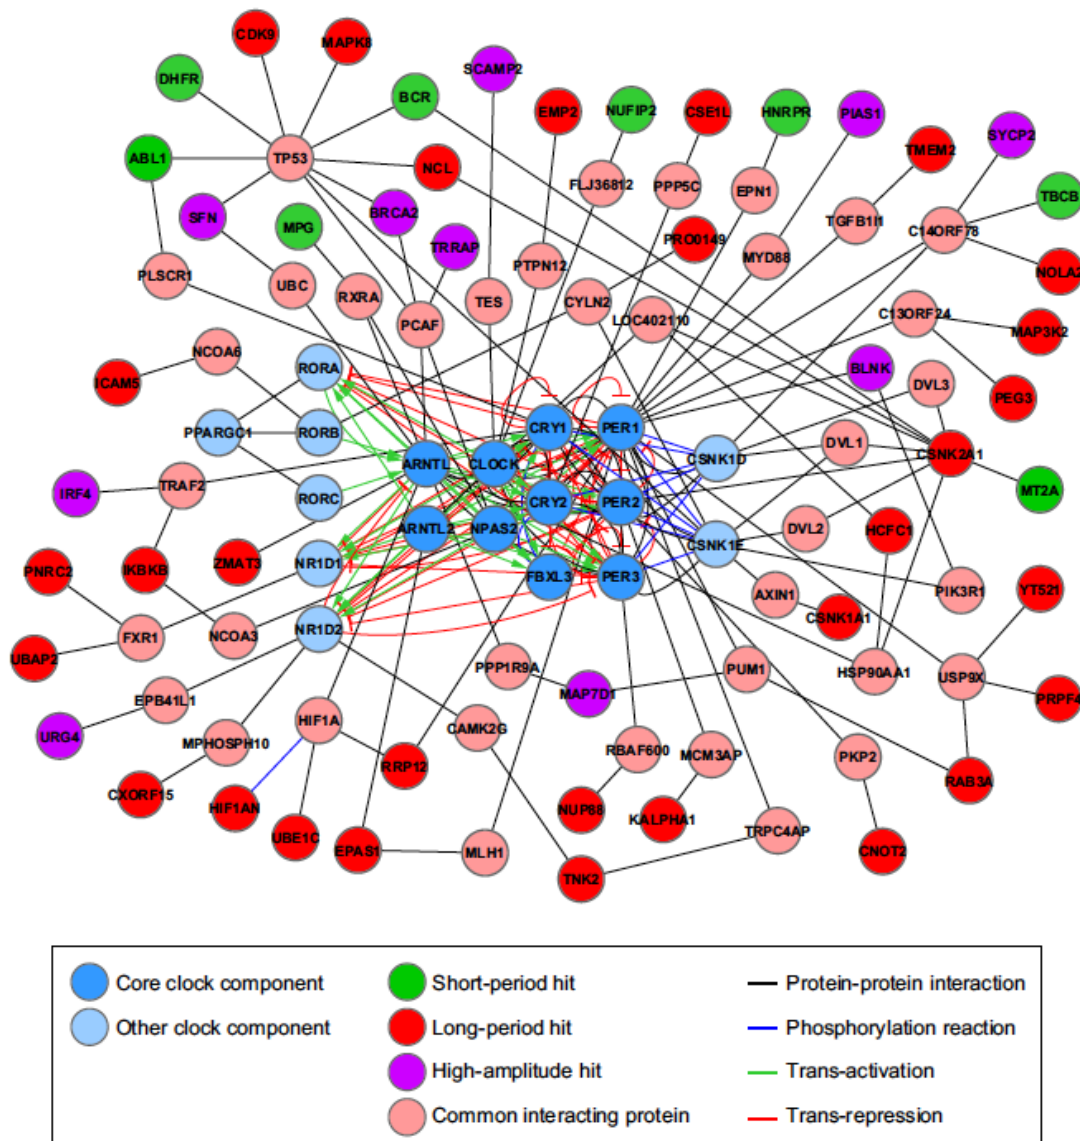 CDK9
MAPK8
SCAMP2
DHFR
BCR
EMP2
NUFIP2
CSE1L
HNRPR
PIAS1
SYCP2
ABL1
TP53
NCL
TMEM2
FLJ36812
PPP5C
EPN1
TBCB
SFN
MPG
BRCA2
TGFB1I1
C14ORF78
TRRAP
PRO0149
PTPN12
MYD88
NOLA2
PLSCR1
UBC
RXRA
TES
CYLN2
PCAF
LOC402110
C13ORF24
MAP3K2
NCOA6
RORA
BLNK
ICAM5
DVL3
PEG3
PPARGC1
RORB
CRY1
PER1
DVL1
ARNTL
CLOCK
CSNK1D
CSNK2A1
IRF4
TRAF2
RORC
CRY2
PER2
MT2A
ARNTL2
NPAS2
DVL2
HCFC1
CSNK1E
PNRC2
IKBKB
ZMAT3
NR1D1
FBXL3
PER3
AXIN1
PIK3R1
YT521
CSNK1A1
UBAP2
FXR1
NCOA3
NR1D2
PPP1R9A
PUM1
HSP90AA1
USP9X
EPB41L1
MAP7D1
PRPF4
URG4
MPHOSPH10
HIF1A
CAMK2G
RBAF600
MCM3AP
PKP2
CXORF15
RRP12
RAB3A
HIF1AN
NUP88
KALPHA1
UBE1C
EPAS1
MLH1
TRPC4AP
CNOT2
TNK2
Core clock component
Other clock component
Short-period hit
Long-period hit
High-amplitude hit
Common interacting protein
Protein-protein interaction
Phosphorylation reaction
Trans-activation
Trans-repression